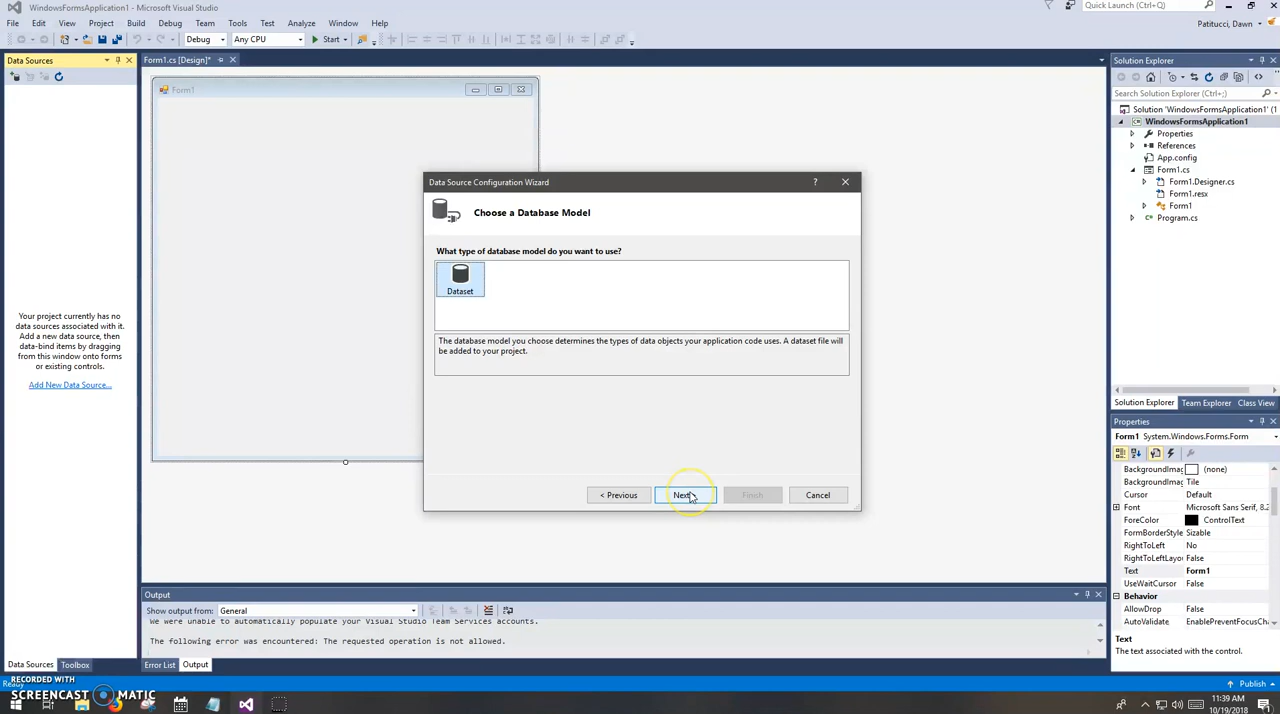 WindowsFormsApplication1 - Microsoft Visual Studio
Quick Launch (Ctrl+;)
File Edit View Project Build Debug Team Tools Test Analyze Window Help
Patitucci, Dawn
Debug Any CPU Start
Data Sources
Form1.cs [Design]*
Solution Explorer
Search Solution Explorer (Ctrl+;)
Solution 'WindowsFormsApplication1' (1
WindowsFormsApplication1
Properties
References
App.config
Form1.cs
Form1.Designer.cs
Form1.resx
Form1
Program.cs
Form1
Your project currently has no
data sources associated with it.
Add a new data source, then
data-bind items by dragging
from this window onto forms
or existing controls.
Add New Data Source...
Data Source Configuration Wizard
?
Choose a Database Model
What type of database model do you want to use?
Dataset
The database model you choose determines the types of data objects your application code uses. A dataset file will
be added to your project.
< Previous Next Finish Cancel
Solution Explorer Team Explorer Class View
Properties
Form1 System.Windows.Forms.Form
BackgroundImag (none)
BackgroundImag Tile
Cursor Default
Font Microsoft Sans Serif, 8.2
ForeColor ControlText
FormBorderStyle Sizable
RightToLeft No
RightToLeftLayou False
Text Form1
UseWaitCursor False
Behavior
AllowDrop False
AutoValidate EnablePreventFocusCha
Text
The text associated with the control.
Output
Show output from: General
We were unable to automatically populate your Visual Studio Team Services accounts.
The following error was encountered: The requested operation is not allowed.
Data Sources Toolbox
Error List Output
Ready
Publish
RECORDED WITH
SCREENCAST MATIC
11:39 AM
10/19/2018